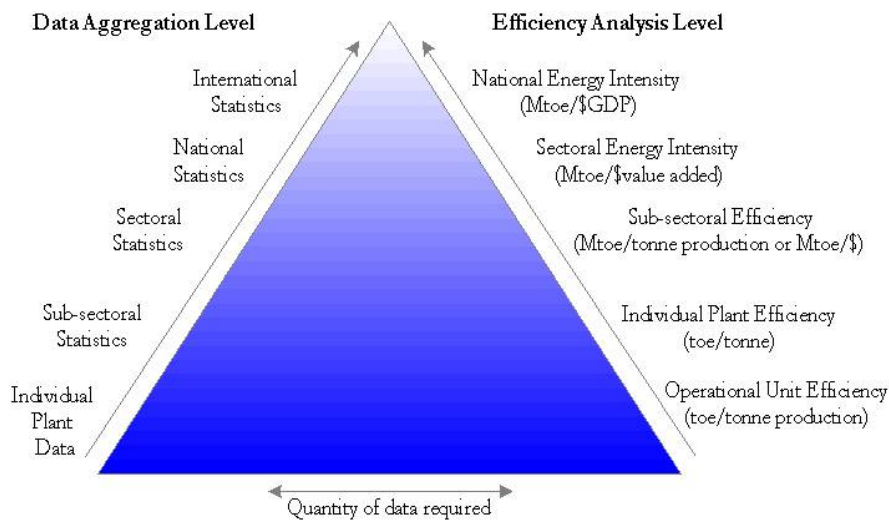 Data Aggregation Level
Efficiency Analysis Level
International
Statistics
National Energy Intensity
(Mtoe/$GDP)
National
Statistics
Sectoral Energy Intensity
(Mtoe/$value added)
Sectoral
Statistics
Sub-sectoral Efficiency
(Mtoe/tonne production or Mtoe/$)
Sub-sectoral
Statistics
Individual Plant Efficiency
(toe/tonne)
Individual
Plant
Data
Operational Unit Efficiency
(toe/tonne production)
Quantity of data required